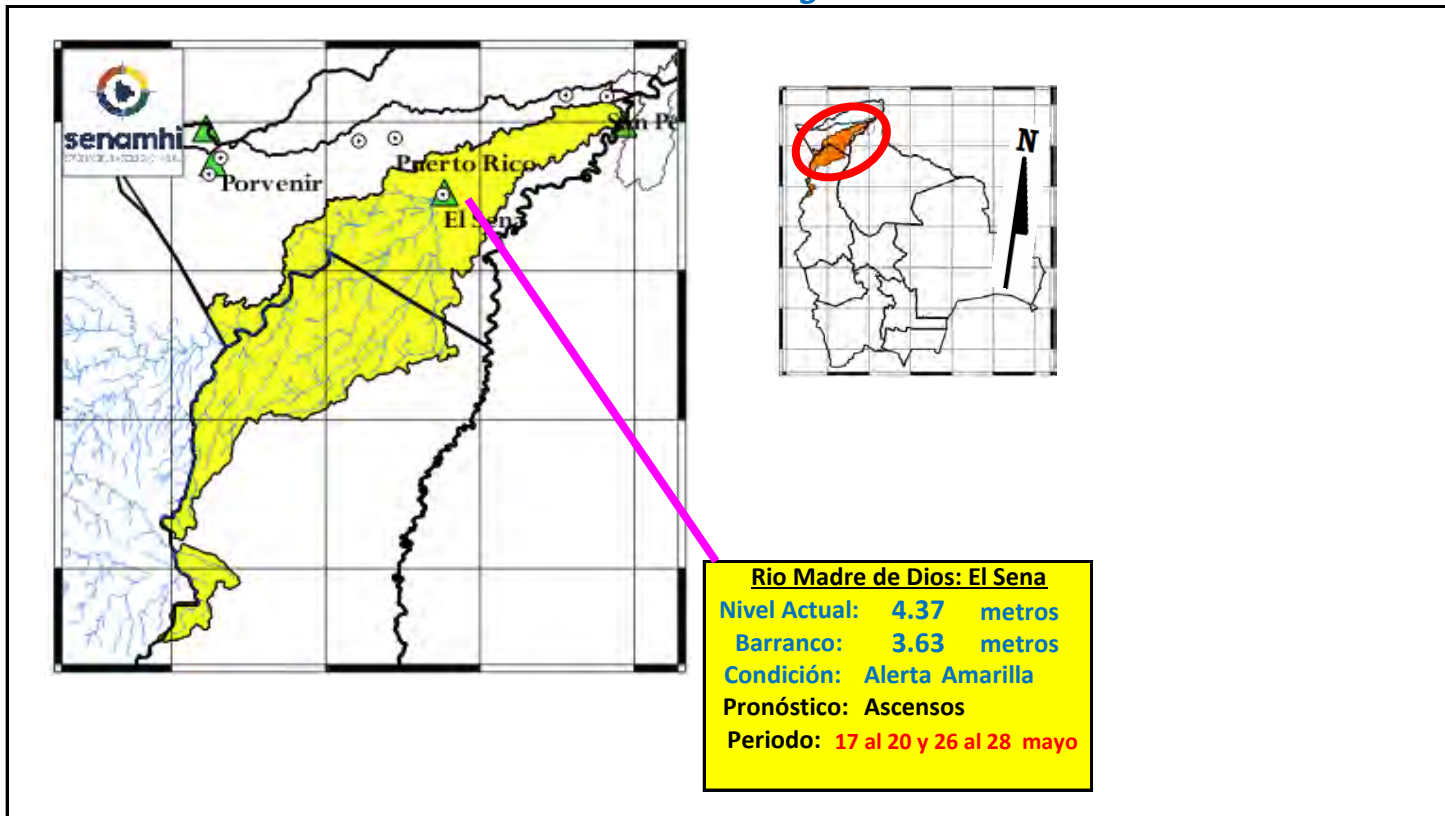 senamhi
Puerto Rico
Porvenir
El Sena
N
Rio Madre de Dios: El Sena
Nivel Actual: 4.37 metros
Barranco: 3.63 metros
Condición: Alerta Amarilla
Pronóstico: Ascensos
Periodo: 17 al 20 y 26 al 28 mayo